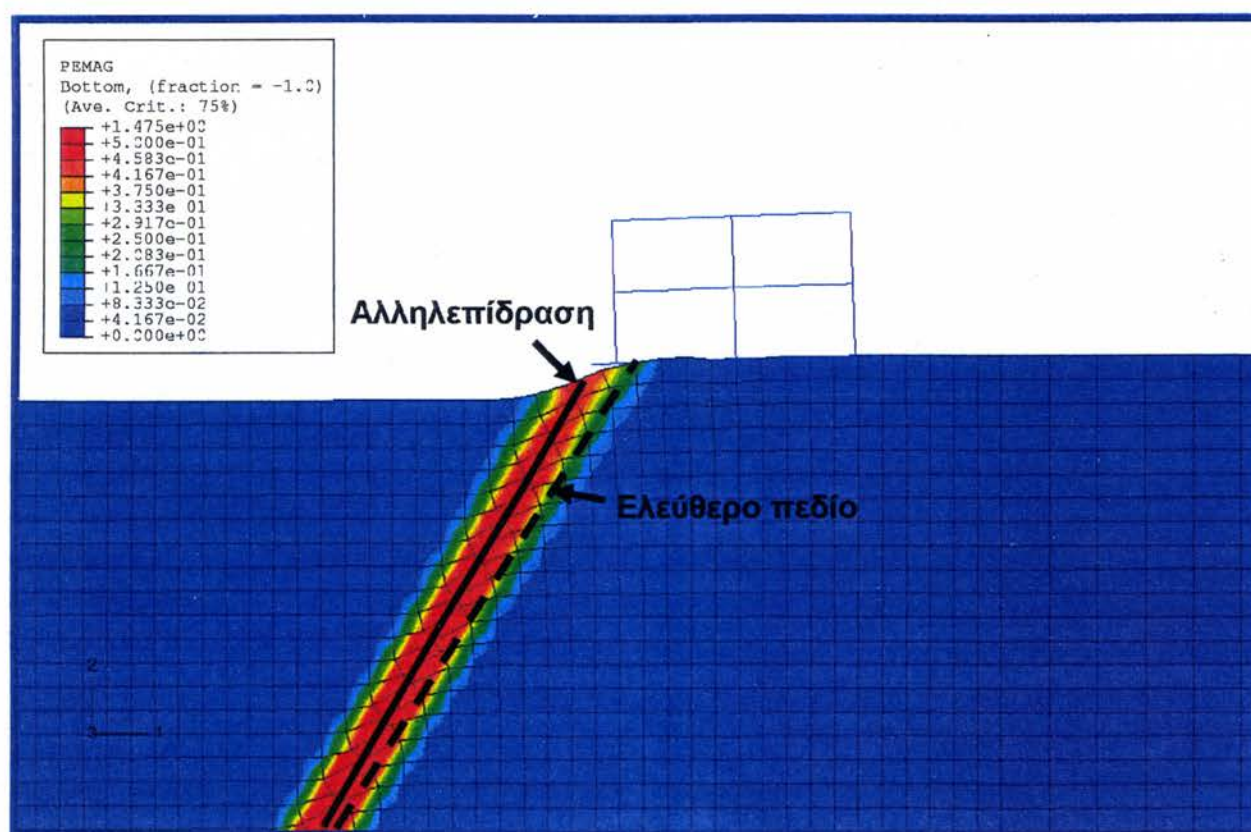 PEMAG
Bottom, (fraction = -1.0)
(Ave. Crit.: 75%)
+1.475e+00
+5.000e-01
+4.583e-01
+4.167e-01
+3.750e-01
+3.333e-01
+2.917e-01
+2.500e-01
+2.083e-01
+1.667e-01
+1.250e-01
+8.333e-02
+4.167e-02
+0.000e+00
Αλληλεπίδραση
Ελεύθερο πεδίο
2
3
1